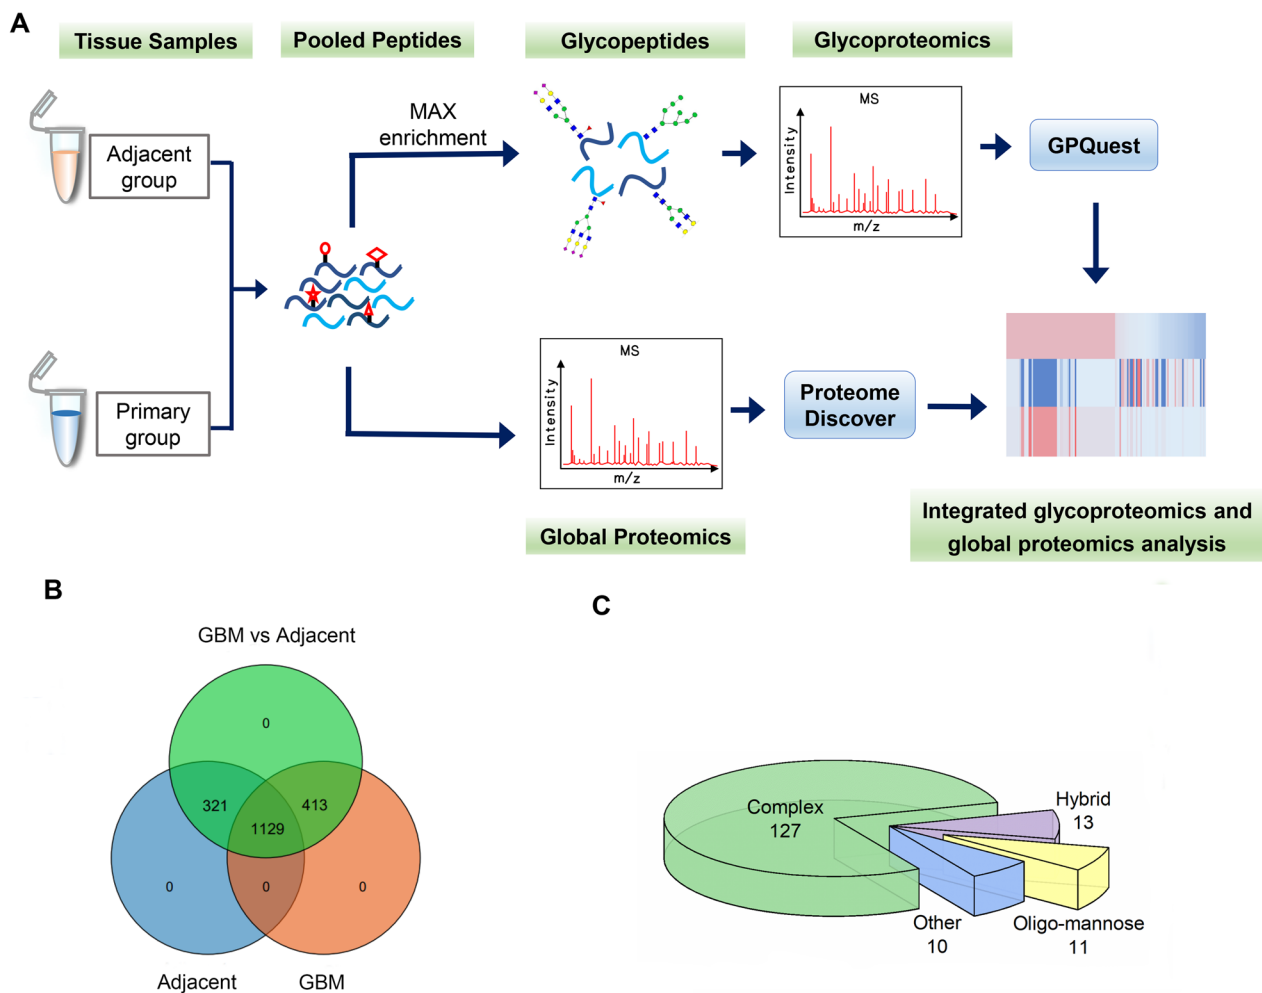 A
Tissue Samples
Pooled Peptides
Glycopeptides
Glycoproteomics
MAX
enrichment
MS
Intensity
m/z
GPQuest
Adjacent
group
Primary
group
MS
Intensity
m/z
Proteome
Discover
Global Proteomics
Integrated glycoproteomics and
global proteomics analysis
B
GBM vs Adjacent
0
321
413
1129
0
0
0
Adjacent
GBM
C
Complex
127
Hybrid
13
Other
10
Oligo-mannose
11